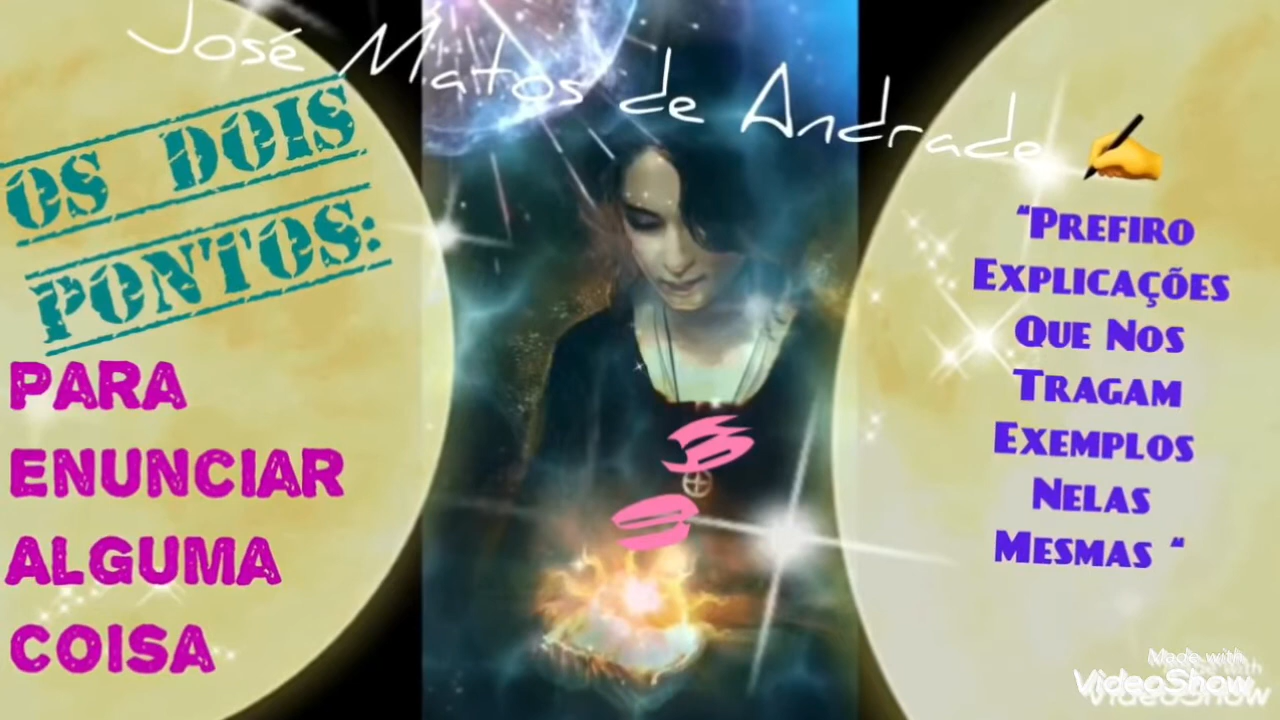 José Matos de Andrade ✍
OS DOIS
PONTOS:
PARA
ENUNCIAR
ALGUMA
COISA
"PREFIRO
EXPLICAÇÕES
QUE NOS
TRAGAM
EXEMPLOS
NELAS
MESMAS "
Made with
VideoShow